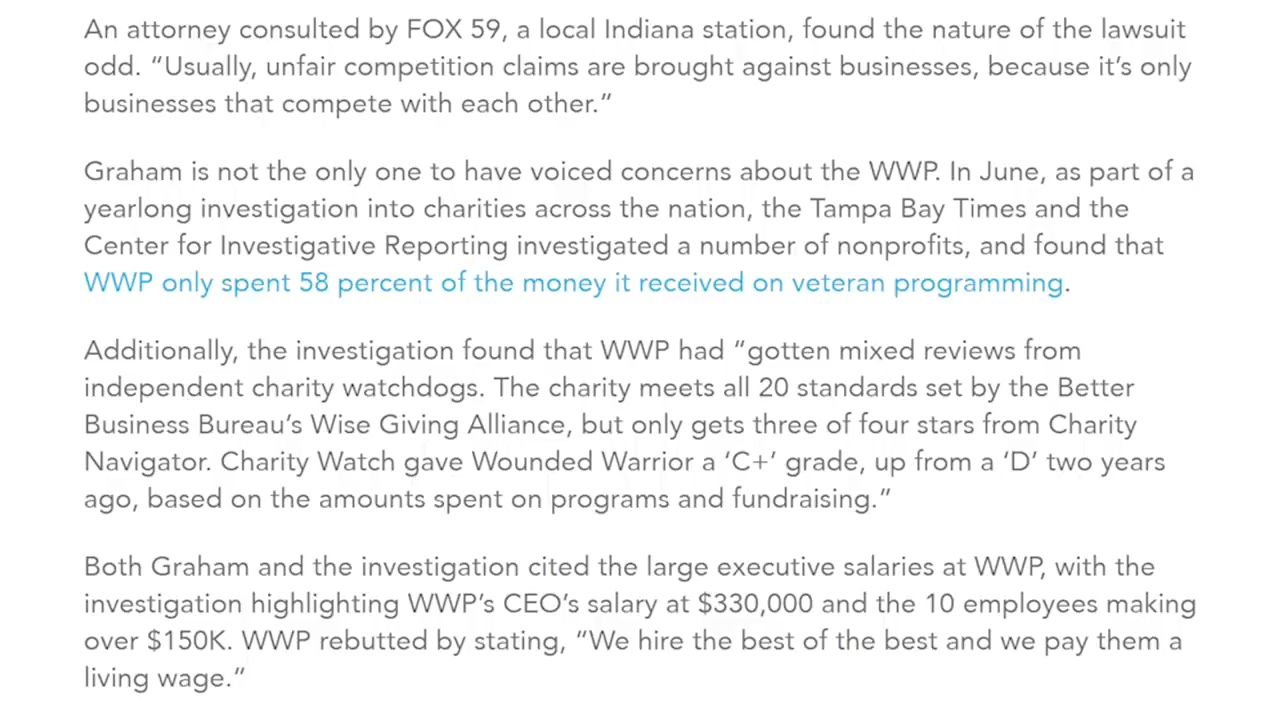 An attorney consulted by FOX 59, a local Indiana station, found the nature of the lawsuit
odd. “Usually, unfair competition claims are brought against businesses, because it’s only
businesses that compete with each other.”
Graham is not the only one to have voiced concerns about the WWP. In June, as part of a
yearlong investigation into charities across the nation, the Tampa Bay Times and the
Center for Investigative Reporting investigated a number of nonprofits, and found that
WWP only spent 58 percent of the money it received on veteran programming.
Additionally, the investigation found that WWP had “gotten mixed reviews from
independent charity watchdogs. The charity meets all 20 standards set by the Better
Business Bureau’s Wise Giving Alliance, but only gets three of four stars from Charity
Navigator. Charity Watch gave Wounded Warrior a ‘C+’ grade, up from a ‘D’ two years
ago, based on the amounts spent on programs and fundraising.”
Both Graham and the investigation cited the large executive salaries at WWP, with the
investigation highlighting WWP’s CEO’s salary at $330,000 and the 10 employees making
over $150K. WWP rebutted by stating, “We hire the best of the best and we pay them a
living wage.”